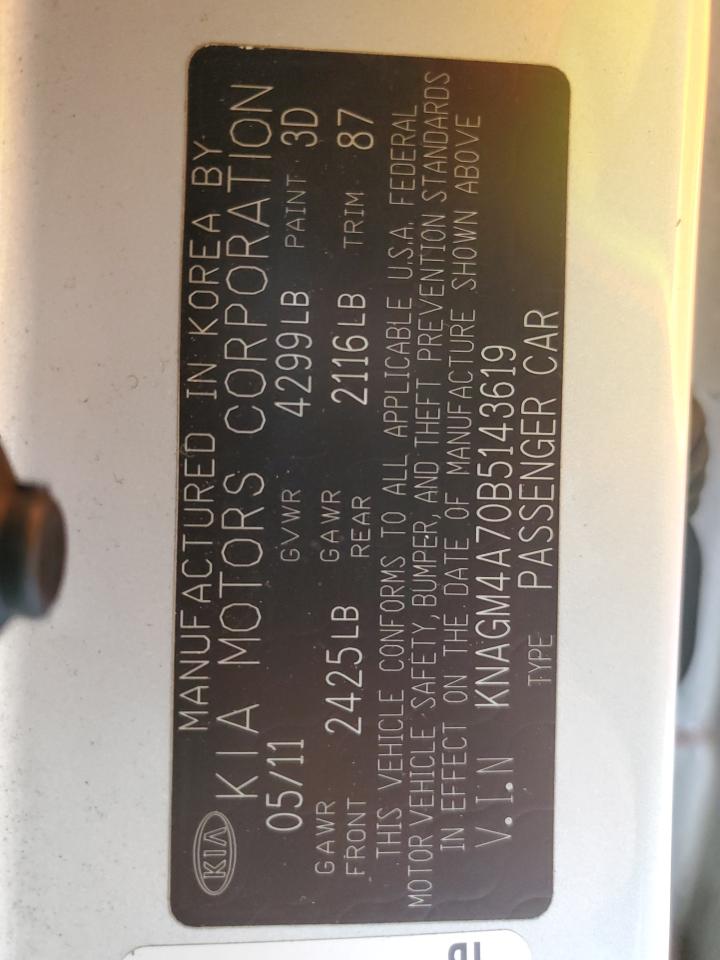 KIA
MANUFACTURED IN KOREA BY
KIA MOTORS CORPORATION
05/11 GVWR 4299LB PAINT 3D
GAWR FRONT 2425LB GAWR REAR 2116LB TRIM 87
THIS VEHICLE CONFORMS TO ALL APPLICABLE U.S.A. FEDERAL
MOTOR VEHICLE SAFETY, BUMPER, AND THEFT PREVENTION STANDARDS
IN EFFECT ON THE DATE OF MANUFACTURE SHOWN ABOVE
V.I.N KNAGM4A70B5143619
TYPE PASSENGER CAR